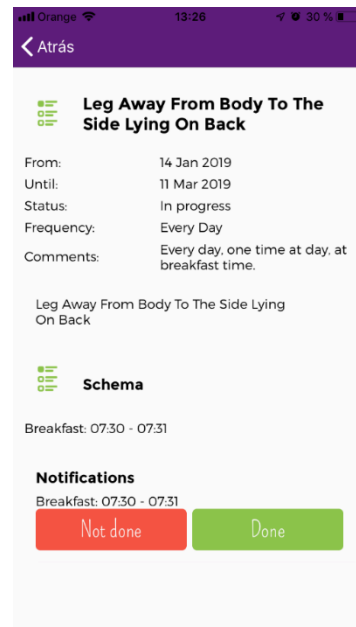 Orange 13:26 30 %
Atrás
Leg Away From Body To The
Side Lying On Back
From: 14 Jan 2019
Until: 11 Mar 2019
Status: In progress
Frequency: Every Day
Comments: Every day, one time at day, at
breakfast time.
Leg Away From Body To The Side Lying
On Back
Schema
Breakfast: 07:30 - 07:31
Notifications
Breakfast: 07:30 - 07:31
Not done Done